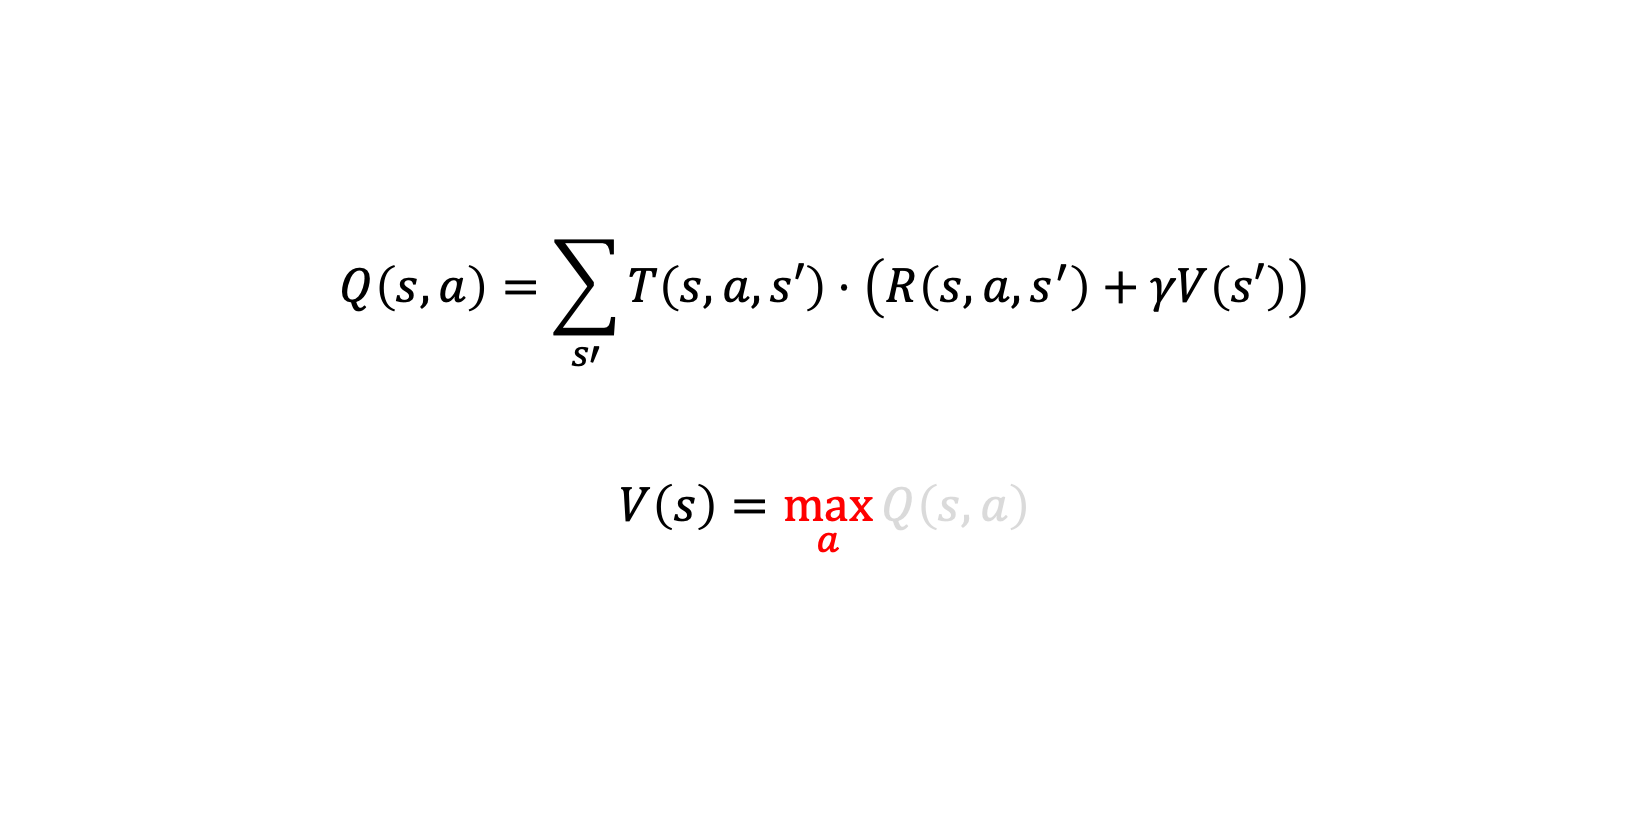 Q(s, a) = ∑_{s′} T(s, a, s′) · (R(s, a, s′) + γV(s′))
V(s) = max_a Q(s, a)